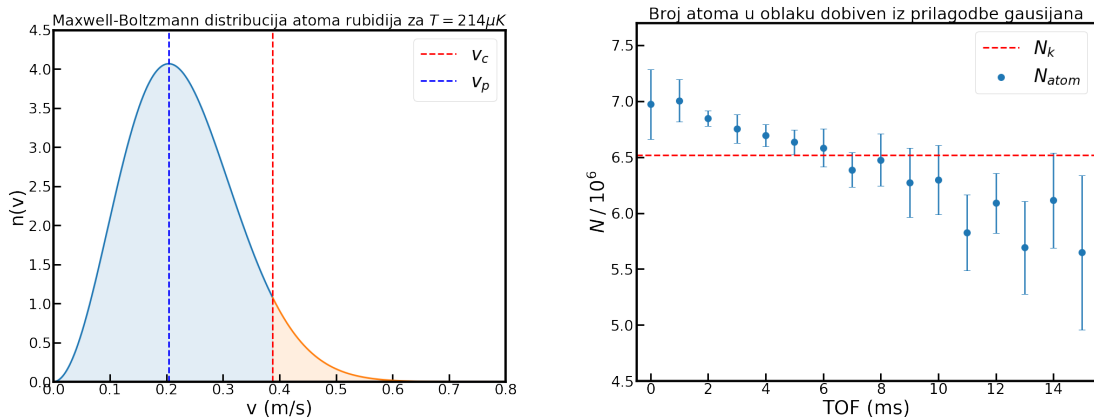 Maxwell-Boltzmann distribucija atoma rubidija za T = 214μK
4.5
4.0
3.5
3.0
2.5
2.0
1.5
1.0
0.5
0.0
n(v)
v_c
v_p
0.0 0.1 0.2 0.3 0.4 0.5 0.6 0.7 0.8
v (m/s)
Broj atoma u oblaku dobiven iz prilagodbe gausijana
7.5
7.0
6.5
6.0
5.5
5.0
4.5
N / 10^6
N_k
N_atom
0 2 4 6 8 10 12 14
TOF (ms)